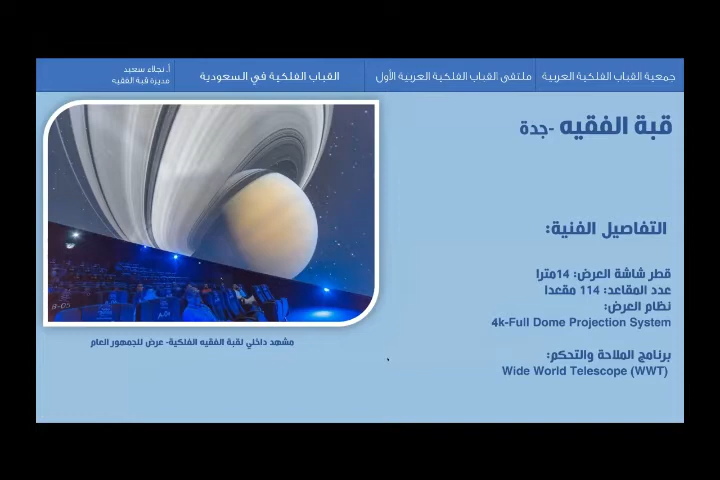 جمعية القباب الفلكية العربية
ملتقى القباب الفلكية العربية الأول
القباب الفلكية في السعودية
أ. نجلاء سعيد
مديرة قبة الفقيه
قبة الفقيه -جدة
التفاصيل الفنية:
قطر شاشة العرض: 14مترا
عدد المقاعد: 114 مقعدا
نظام العرض:
4k-Full Dome Projection System
برنامج الملاحة والتحكم:
Wide World Telescope (WWT)
مشهد داخلي لقبة الفقيه الفلكية- عرض للجمهور العام